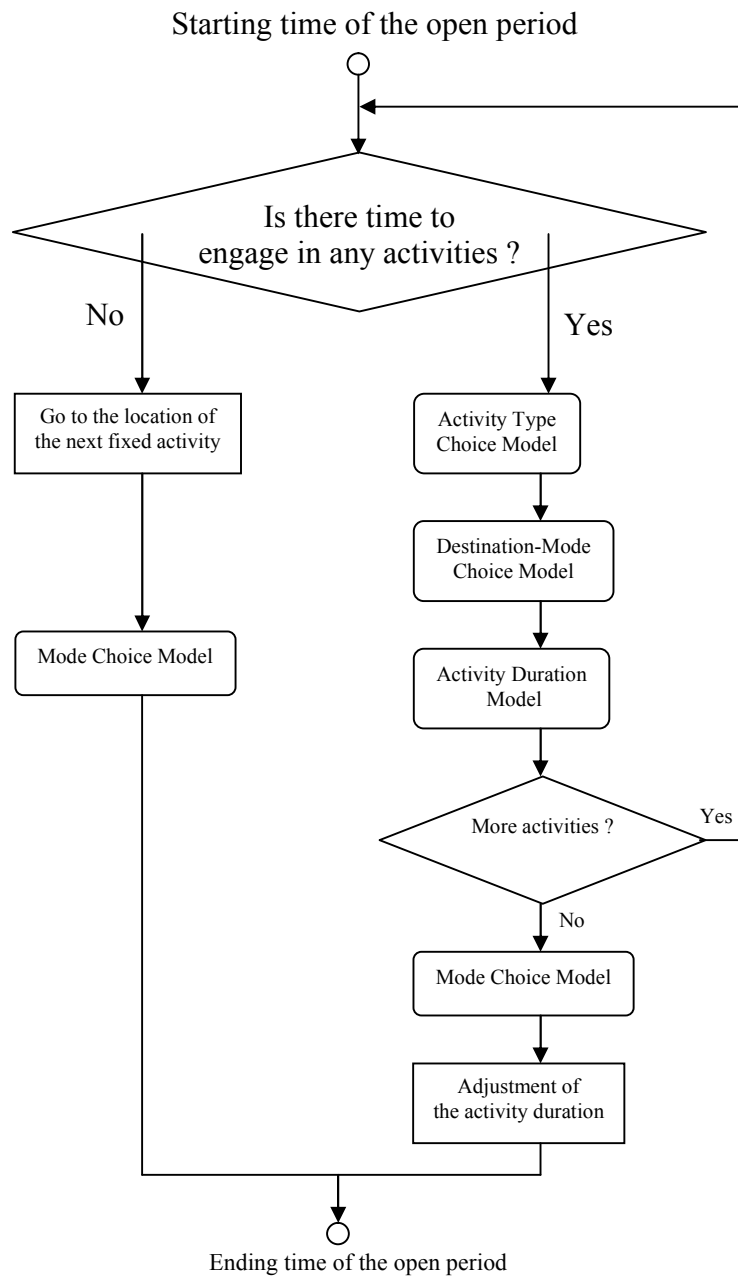 Starting time of the open period
Is there time to
engage in any activities ?
No
Yes
Go to the location of
the next fixed activity
Activity Type
Choice Model
Destination-Mode
Choice Model
Mode Choice Model
Activity Duration
Model
More activities ?
Yes
No
Mode Choice Model
Adjustment of
the activity duration
Ending time of the open period